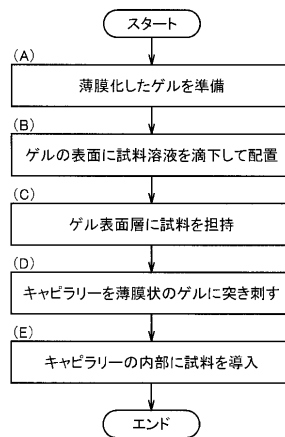 スタート
(A)
薄膜化したゲルを準備
(B)
ゲルの表面に試料溶液を滴下して配置
(C)
ゲル表面層に試料を担持
(D)
キャピラリーを薄膜状のゲルに突き刺す
(E)
キャピラリーの内部に試料を導入
エンド